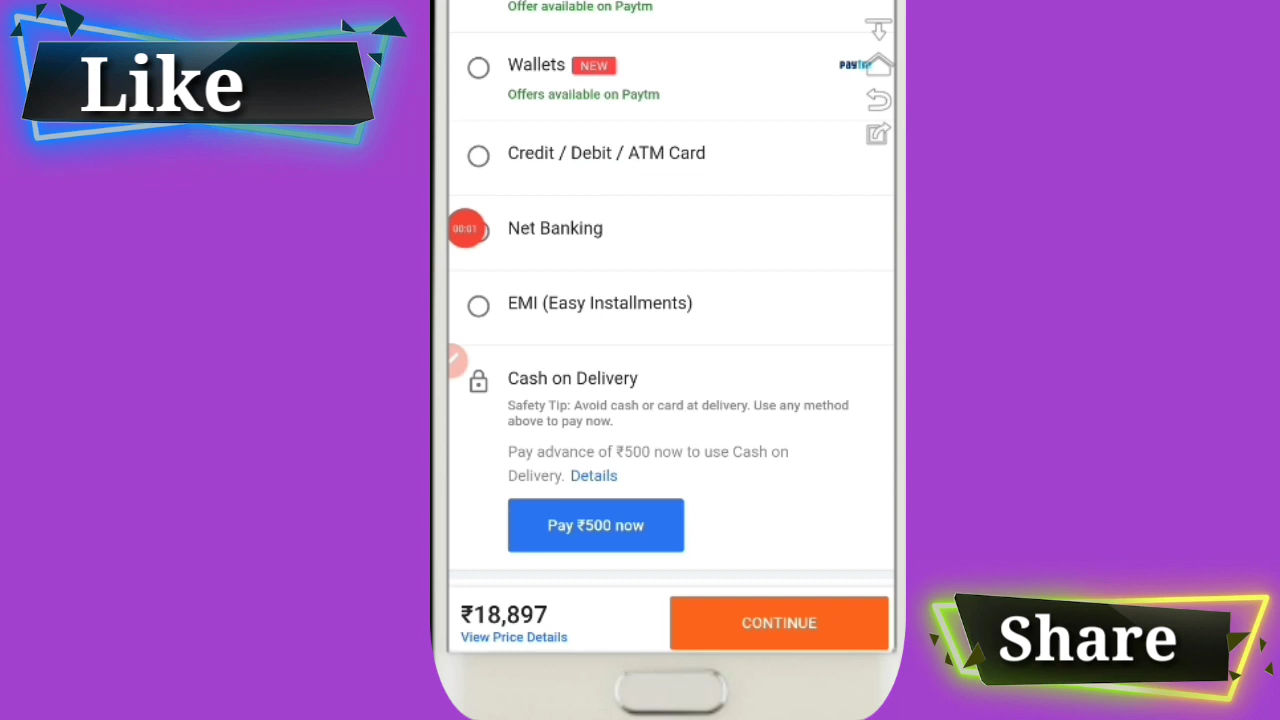 Like
Offer available on Paytm
Wallets NEW
Paytm
Offers available on Paytm
Credit / Debit / ATM Card
00:01
Net Banking
EMI (Easy Installments)
Cash on Delivery
Safety Tip: Avoid cash or card at delivery. Use any method
above to pay now.
Pay advance of ₹500 now to use Cash on
Delivery. Details
Pay ₹500 now
₹18,897
View Price Details
CONTINUE
Share